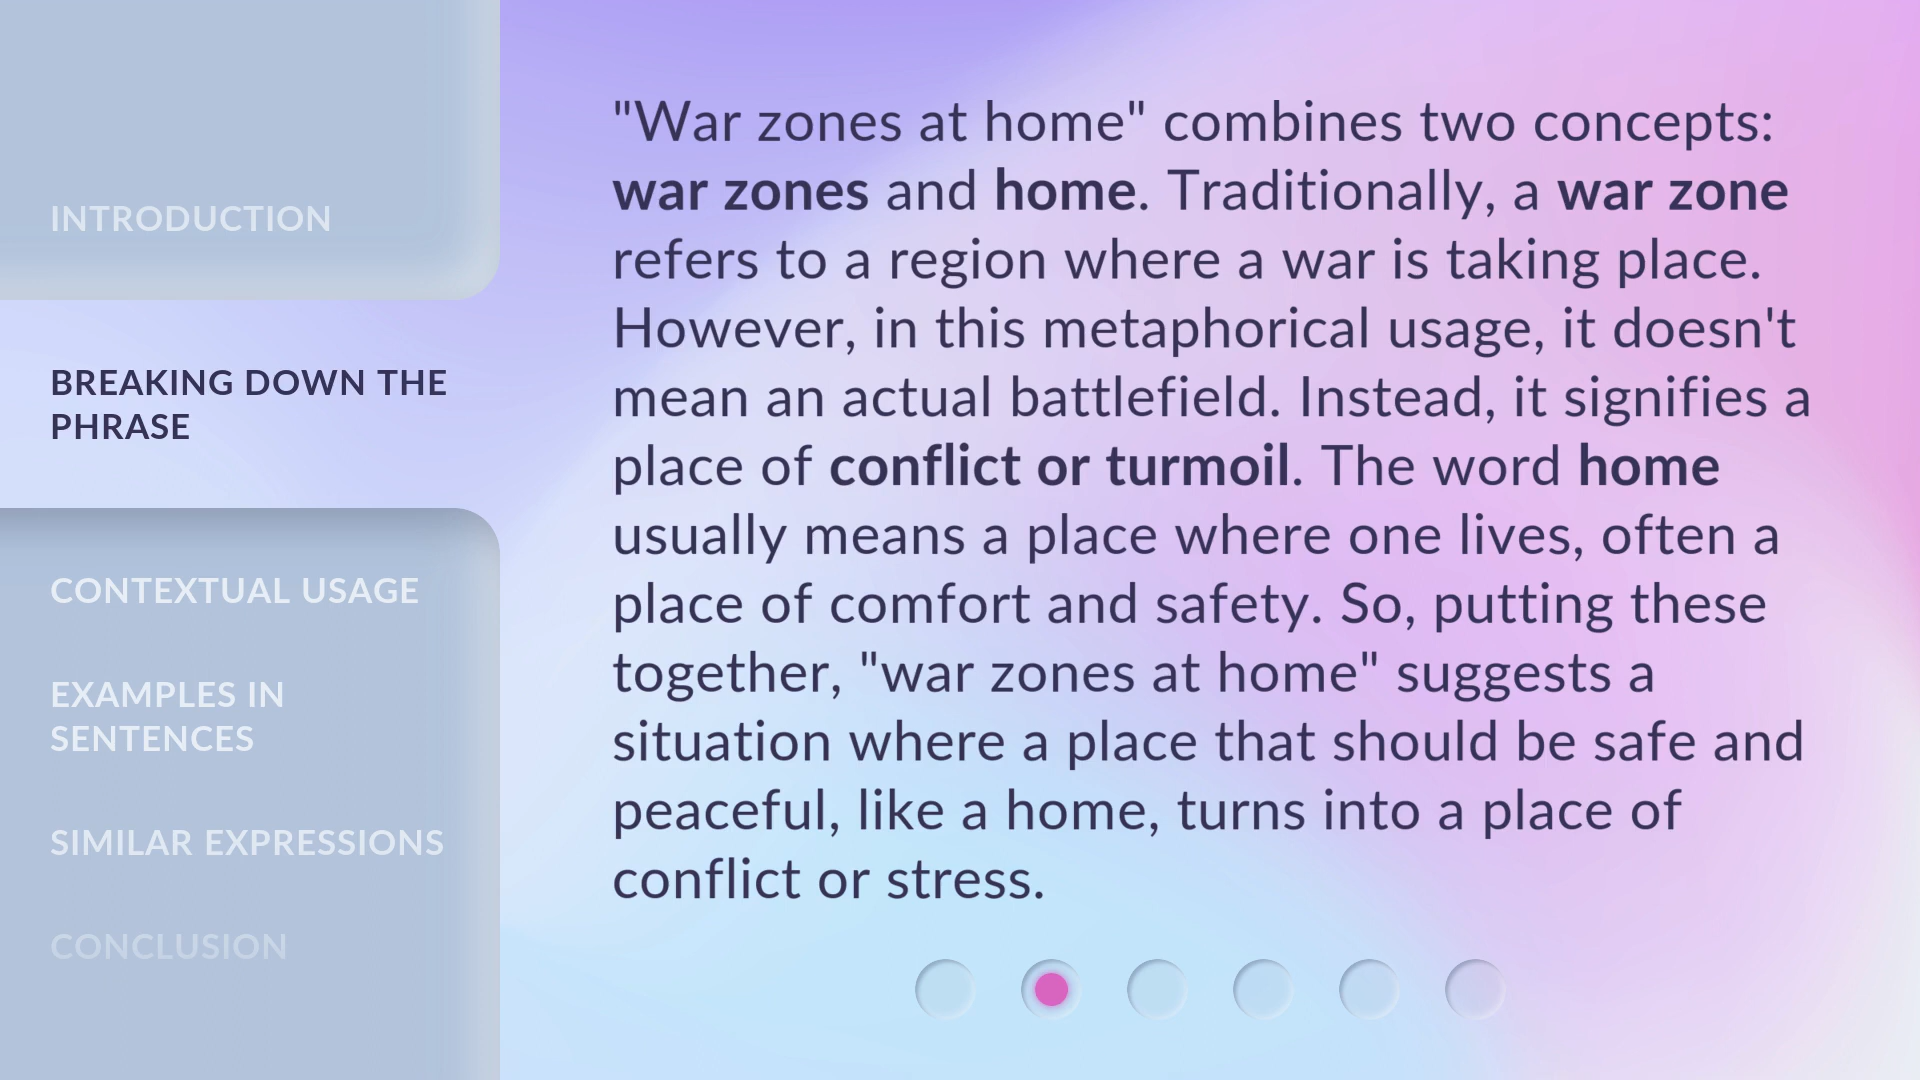 INTRODUCTION
BREAKING DOWN THE
PHRASE
CONTEXTUAL USAGE
EXAMPLES IN
SENTENCES
SIMILAR EXPRESSIONS
CONCLUSION
"War zones at home" combines two concepts:
war zones and home. Traditionally, a war zone
refers to a region where a war is taking place.
However, in this metaphorical usage, it doesn't
mean an actual battlefield. Instead, it signifies a
place of conflict or turmoil. The word home
usually means a place where one lives, often a
place of comfort and safety. So, putting these
together, "war zones at home" suggests a
situation where a place that should be safe and
peaceful, like a home, turns into a place of
conflict or stress.